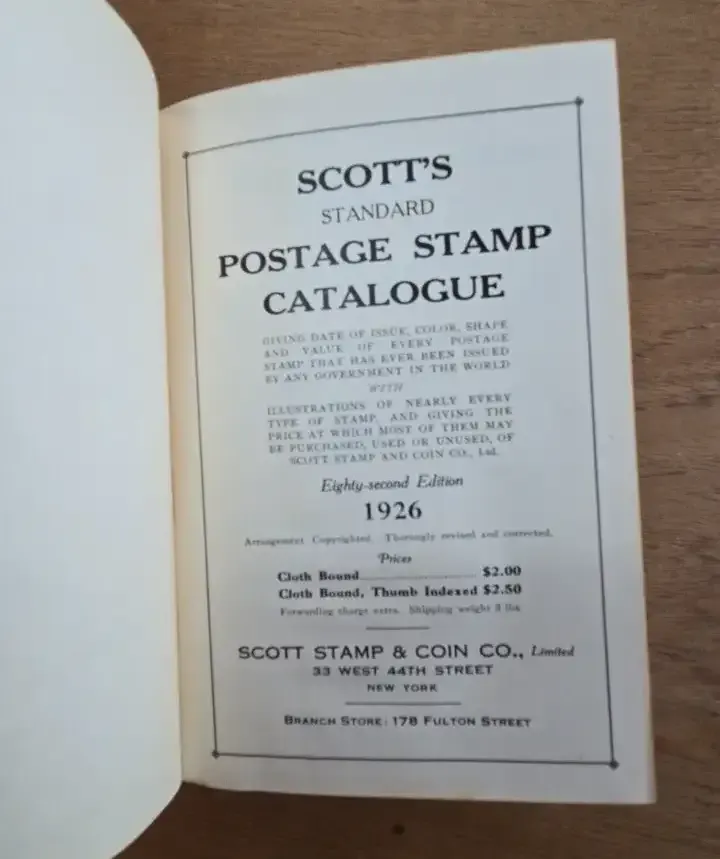 SCOTT'S
STANDARD
POSTAGE STAMP
CATALOGUE
GIVING DATE OF ISSUE, COLOR, SHAPE
AND VALUE OF EVERY POSTAGE
STAMP THAT HAS EVER BEEN ISSUED
BY ANY GOVERNMENT IN THE WORLD
WITH
ILLUSTRATIONS OF NEARLY EVERY
TYPE OF STAMP, AND GIVING THE
PRICE AT WHICH MOST OF THEM MAY
BE PURCHASED, USED OR UNUSED, OF
SCOTT STAMP AND COIN CO., Ltd.
Eighty-second Edition
1926
Arrangement Copyrighted. Thoroughly revised and corrected.
Prices
Cloth Bound........................ $2.00
Cloth Bound, Thumb Indexed $2.50
Forwarding charge extra. Shipping weight 3 lbs
SCOTT STAMP & COIN CO., Limited
33 WEST 44TH STREET
NEW YORK
BRANCH STORE: 178 FULTON STREET